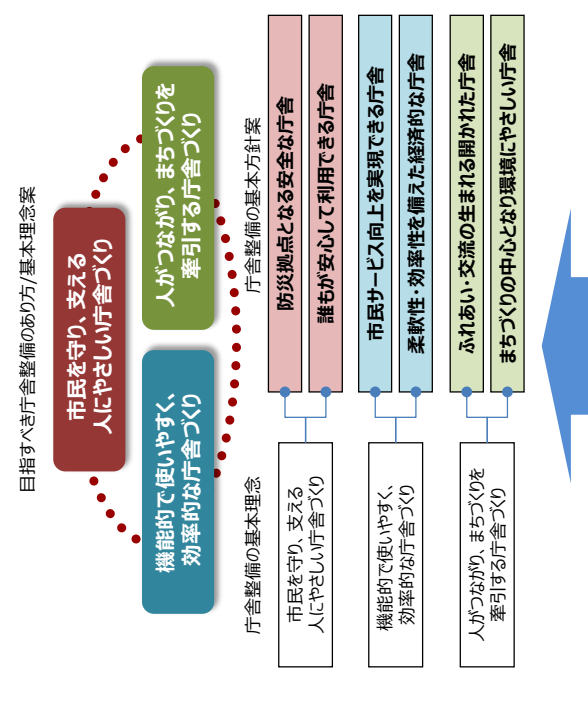 目指すべき庁舎整備のあり方/基本理念案
市民を守り、支える
人にやさしい庁舎づくり
機能的で使いやすく、
効率的な庁舎づくり
人がつながり、まちづくりを
牽引する庁舎づくり
庁舎整備の基本理念
庁舎整備の基本方針案
市民を守り、支える
人にやさしい庁舎づくり
防災拠点となる安全な庁舎
誰もが安心して利用できる庁舎
機能的で使いやすく、
効率的な庁舎づくり
市民サービス向上を実現できる庁舎
柔軟性・効率性を備えた経済的な庁舎
人がつながり、まちづくりを
牽引する庁舎づくり
ふれあい・交流の生まれる開かれた庁舎
まちづくりの中心となり環境にやさしい庁舎